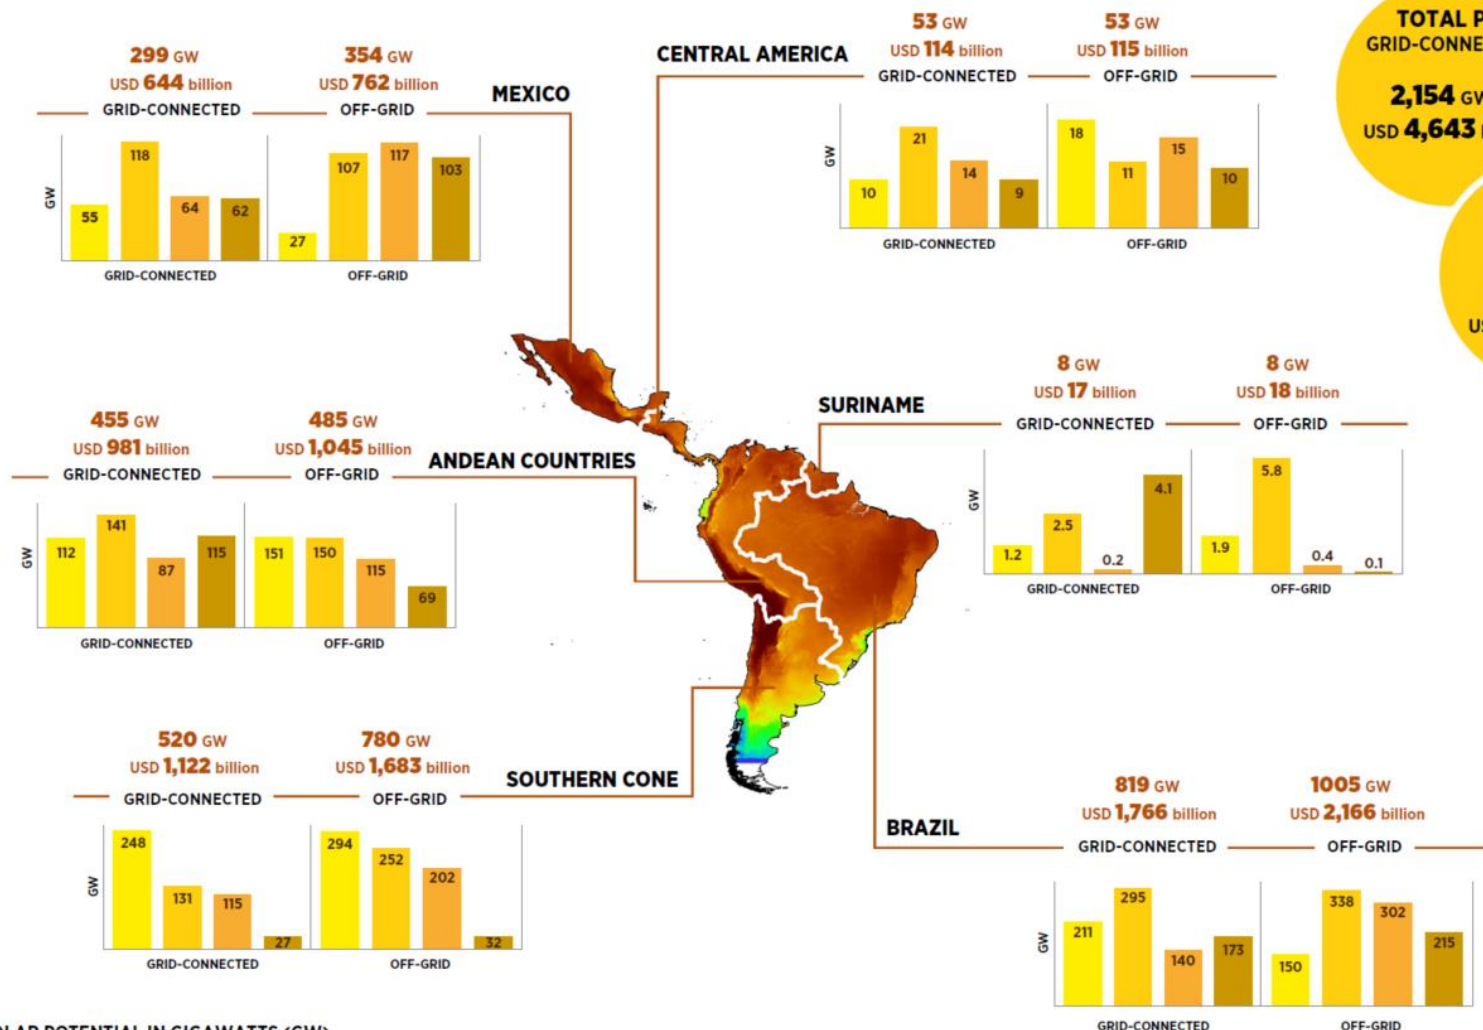 TOTAL P
GRID-CONNE
2,154 GW
USD 4,643
U
299 GW
USD 644 billion
GRID-CONNECTED
354 GW
USD 762 billion
OFF-GRID
MEXICO
GW
55
118
64
62
27
107
117
103
GRID-CONNECTED
OFF-GRID
CENTRAL AMERICA
53 GW
USD 114 billion
GRID-CONNECTED
53 GW
USD 115 billion
OFF-GRID
GW
10
21
14
9
18
11
15
10
GRID-CONNECTED
OFF-GRID
455 GW
USD 981 billion
GRID-CONNECTED
485 GW
USD 1,045 billion
OFF-GRID
ANDEAN COUNTRIES
GW
112
141
87
115
151
150
115
69
GRID-CONNECTED
OFF-GRID
SURINAME
8 GW
USD 17 billion
GRID-CONNECTED
8 GW
USD 18 billion
OFF-GRID
GW
1.2
2.5
0.2
4.1
1.9
5.8
0.4
0.1
GRID-CONNECTED
OFF-GRID
520 GW
USD 1,122 billion
GRID-CONNECTED
780 GW
USD 1,683 billion
OFF-GRID
SOUTHERN CONE
GW
248
131
115
27
294
252
202
32
GRID-CONNECTED
OFF-GRID
BRAZIL
819 GW
USD 1,766 billion
GRID-CONNECTED
1005 GW
USD 2,166 billion
OFF-GRID
GW
211
295
140
173
150
338
302
215
GRID-CONNECTED
OFF-GRID
OLAR POTENTIAL IN GIGAWATTS (GW)